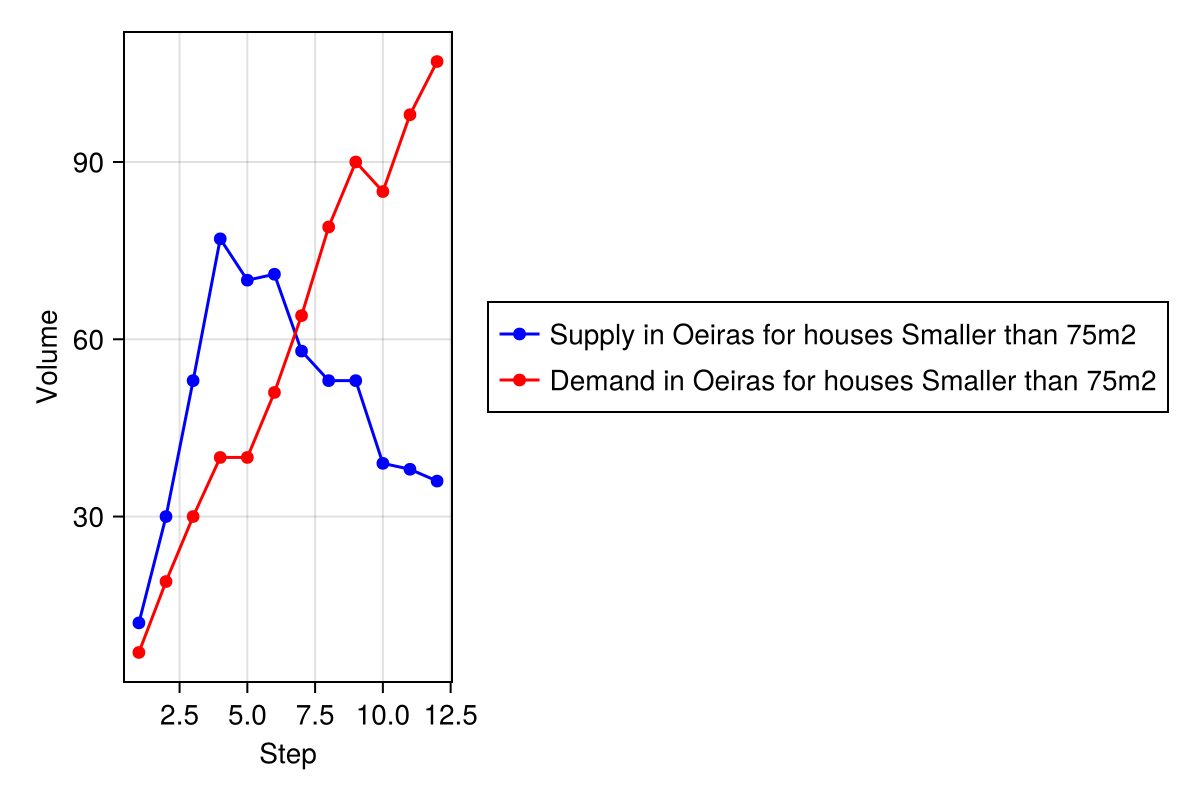 90
60
30
Volume
2.5 5.0 7.5 10.0 12.5
Step
Supply in Oeiras for houses Smaller than 75m2
Demand in Oeiras for houses Smaller than 75m2